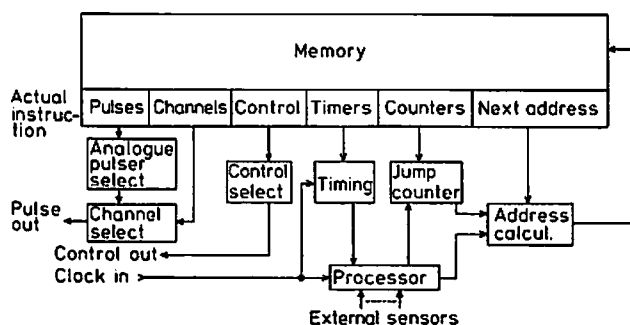 Memory
Actual
instruc-
tion
Pulses Channels Control Timers Counters Next address
Analogue
pulser
select
Control
select
Timing
Jump
counter
Pulse
out
Channel
select
Address
calcul.
Control out
Clock in
Processor
External sensors